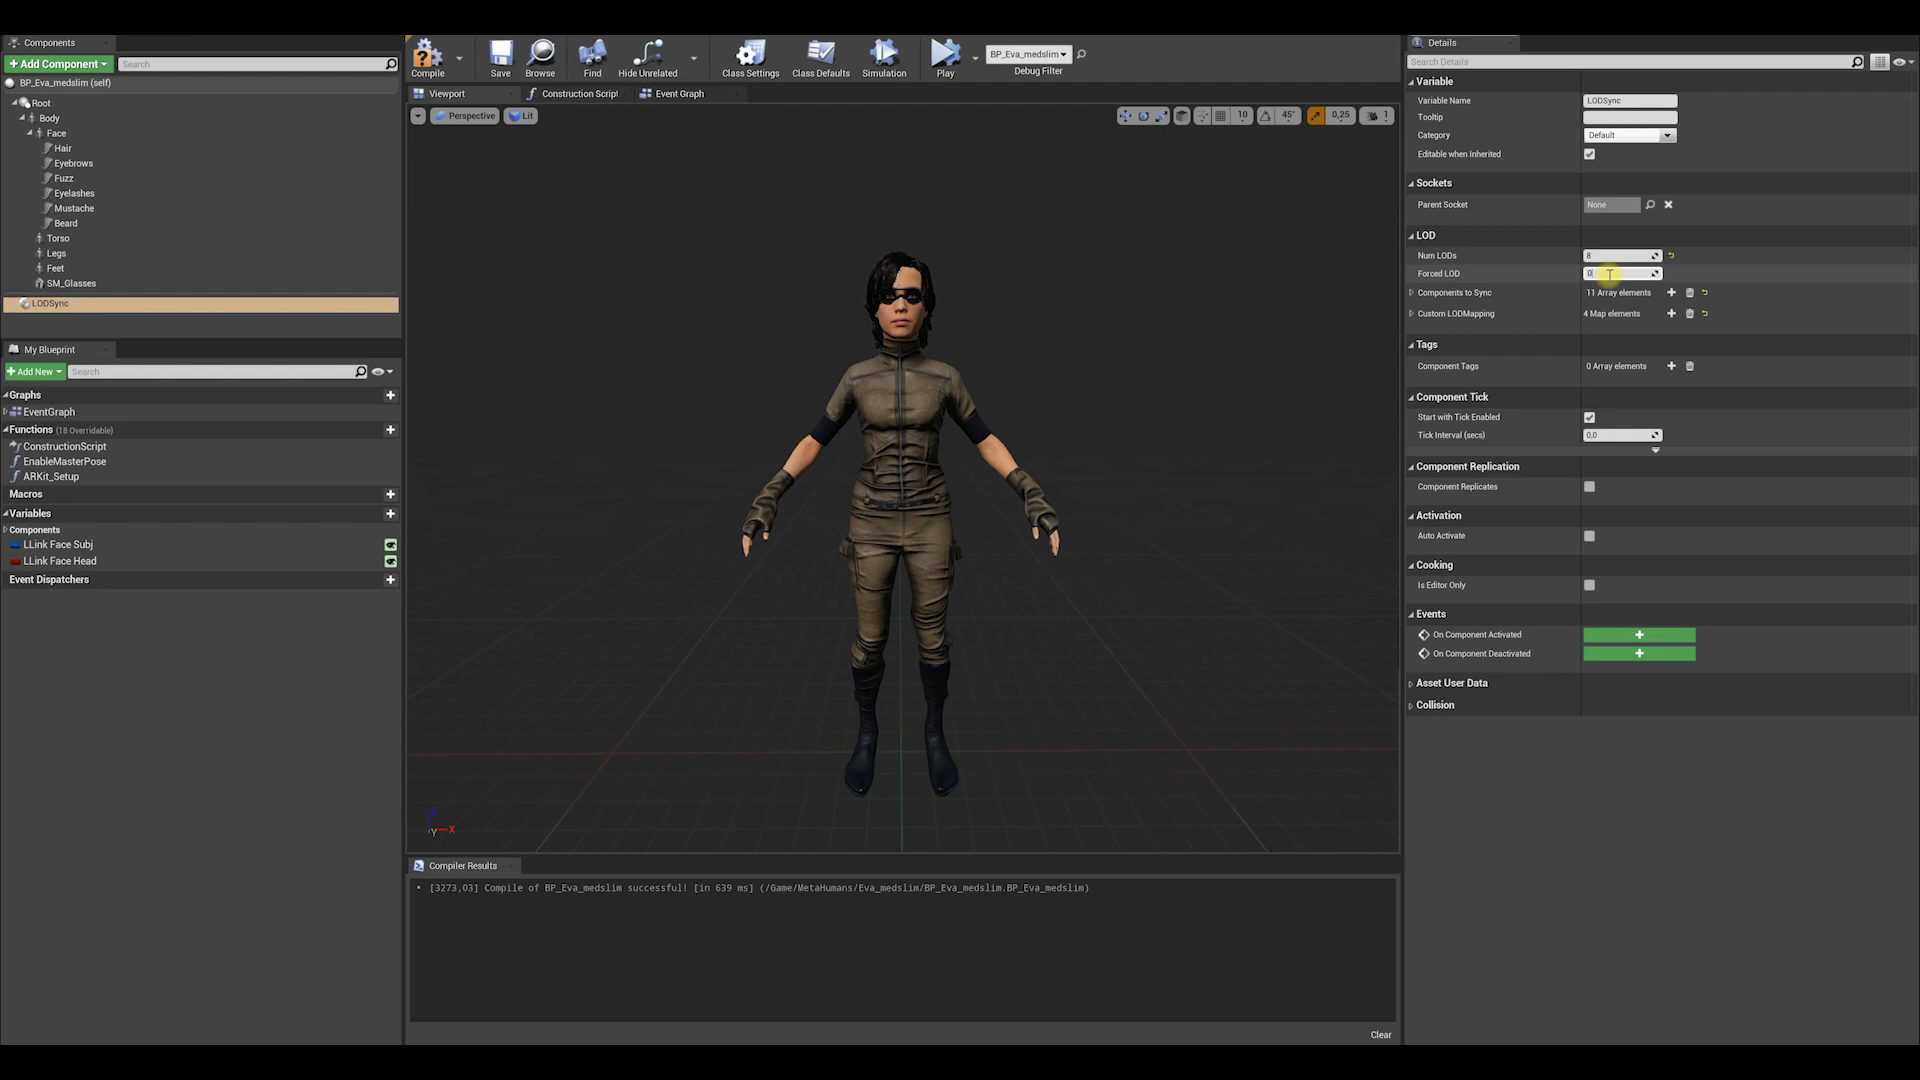 Components
Add Component
Search
BP_Eva_medslim (self)
Root
Body
Face
Hair
Eyebrows
Fuzz
Eyelashes
Mustache
Beard
Torso
Legs
Feet
SM_Glasses
LODSync
My Blueprint
Add New
Search
Graphs
EventGraph
Functions (18 Overridable)
ConstructionScript
EnableMasterPose
ARKit_Setup
Macros
Variables
Components
LLink Face Subj
LLink Face Head
Event Dispatchers
Compile
Save
Browse
Find
Hide Unrelated
Class Settings
Class Defaults
Simulation
Play
BP_Eva_medslim
Debug Filter
Viewport
Construction Script
Event Graph
Perspective
Lit
10
45°
0,25
1
X
Y
Compiler Results
[3273,03] Compile of BP_Eva_medslim successful! [in 639 ms] (/Game/MetaHumans/Eva_medslim/BP_Eva_medslim.BP_Eva_medslim)
Clear
Details
Search Details
Variable
Variable Name LODSync
Tooltip
Category Default
Editable when Inherited
Sockets
Parent Socket None
LOD
Num LODs 8
Forced LOD 0
Components to Sync 11 Array elements
Custom LODMapping 4 Map elements
Tags
Component Tags 0 Array elements
Component Tick
Start with Tick Enabled
Tick Interval (secs) 0,0
Component Replication
Component Replicates
Activation
Auto Activate
Cooking
Is Editor Only
Events
On Component Activated
On Component Deactivated
Asset User Data
Collision